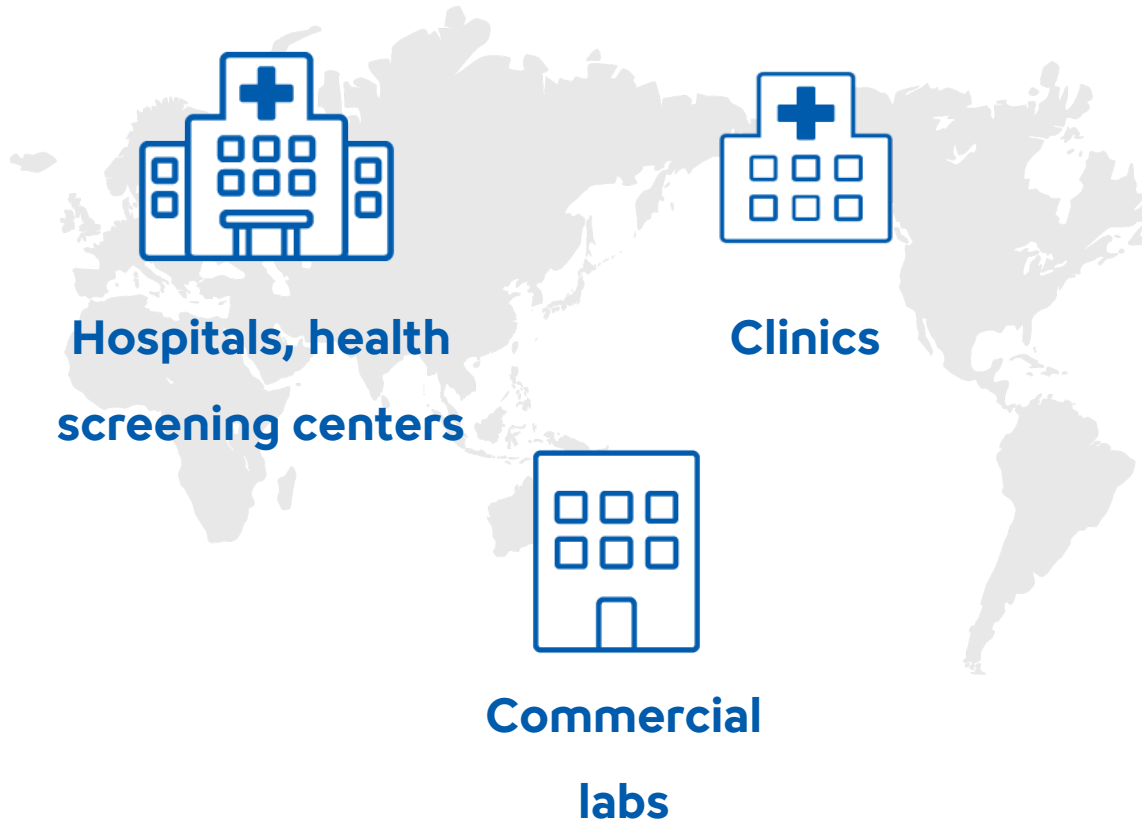 Hospitals, health
screening centers
Clinics
Commercial
labs